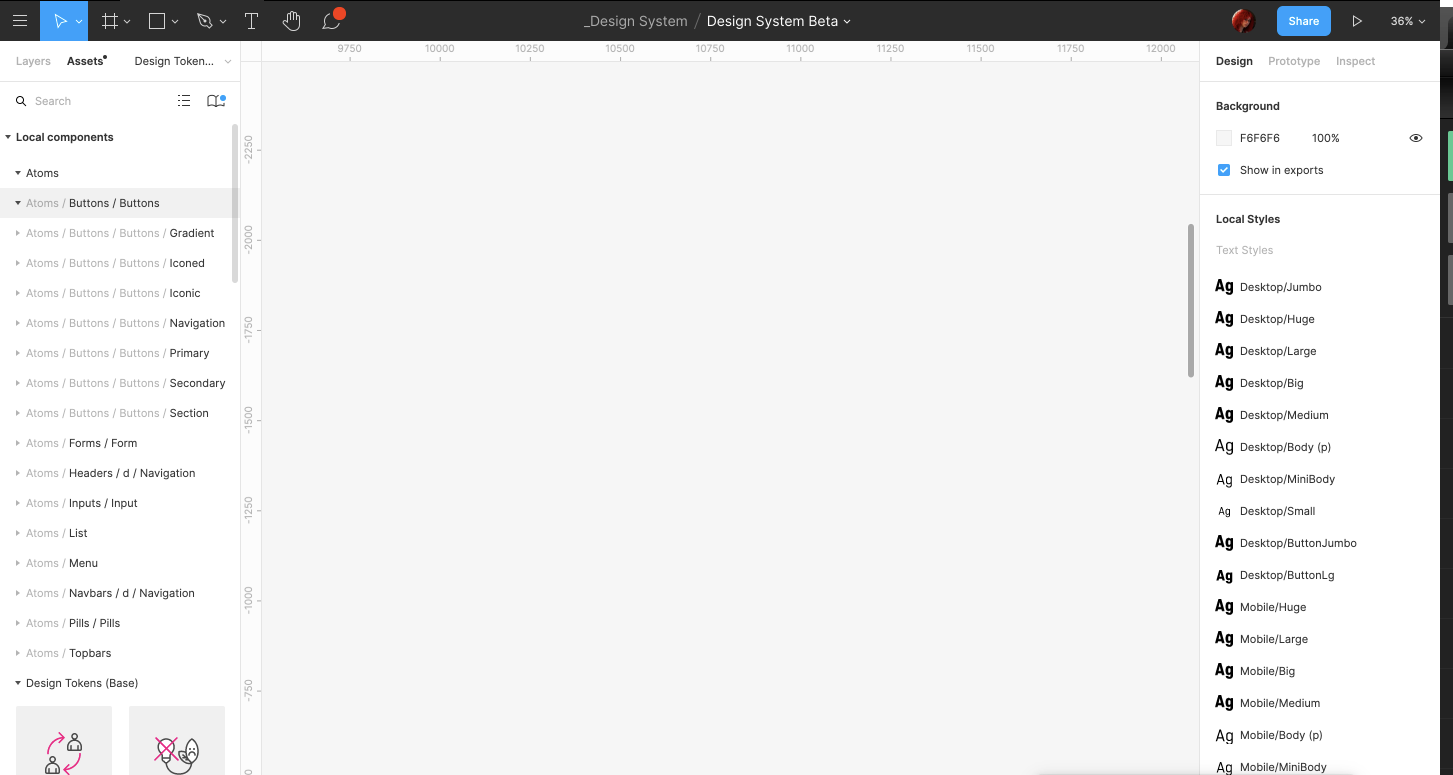 _Design System / Design System Beta
Share
36%
Layers
Assets
Design Token...
Search
Local components
Atoms
Atoms / Buttons / Buttons
Atoms / Buttons / Buttons / Gradient
Atoms / Buttons / Buttons / Iconed
Atoms / Buttons / Buttons / Iconic
Atoms / Buttons / Buttons / Navigation
Atoms / Buttons / Buttons / Primary
Atoms / Buttons / Buttons / Secondary
Atoms / Buttons / Buttons / Section
Atoms / Forms / Form
Atoms / Headers / d / Navigation
Atoms / Inputs / Input
Atoms / List
Atoms / Menu
Atoms / Navbars / d / Navigation
Atoms / Pills / Pills
Atoms / Topbars
Design Tokens (Base)
9750 10000 10250 10500 10750 11000 11250 11500 11750 12000
-2250
-2000
-1750
-1500
-1250
-1000
-750
Design Prototype Inspect
Background
F6F6F6 100%
Show in exports
Local Styles
Text Styles
Ag Desktop/Jumbo
Ag Desktop/Huge
Ag Desktop/Large
Ag Desktop/Big
Ag Desktop/Medium
Ag Desktop/Body (p)
Ag Desktop/MiniBody
Ag Desktop/Small
Ag Desktop/ButtonJumbo
Ag Desktop/ButtonLg
Ag Mobile/Huge
Ag Mobile/Large
Ag Mobile/Big
Ag Mobile/Medium
Ag Mobile/Body (p)
Ag Mobile/MiniBody